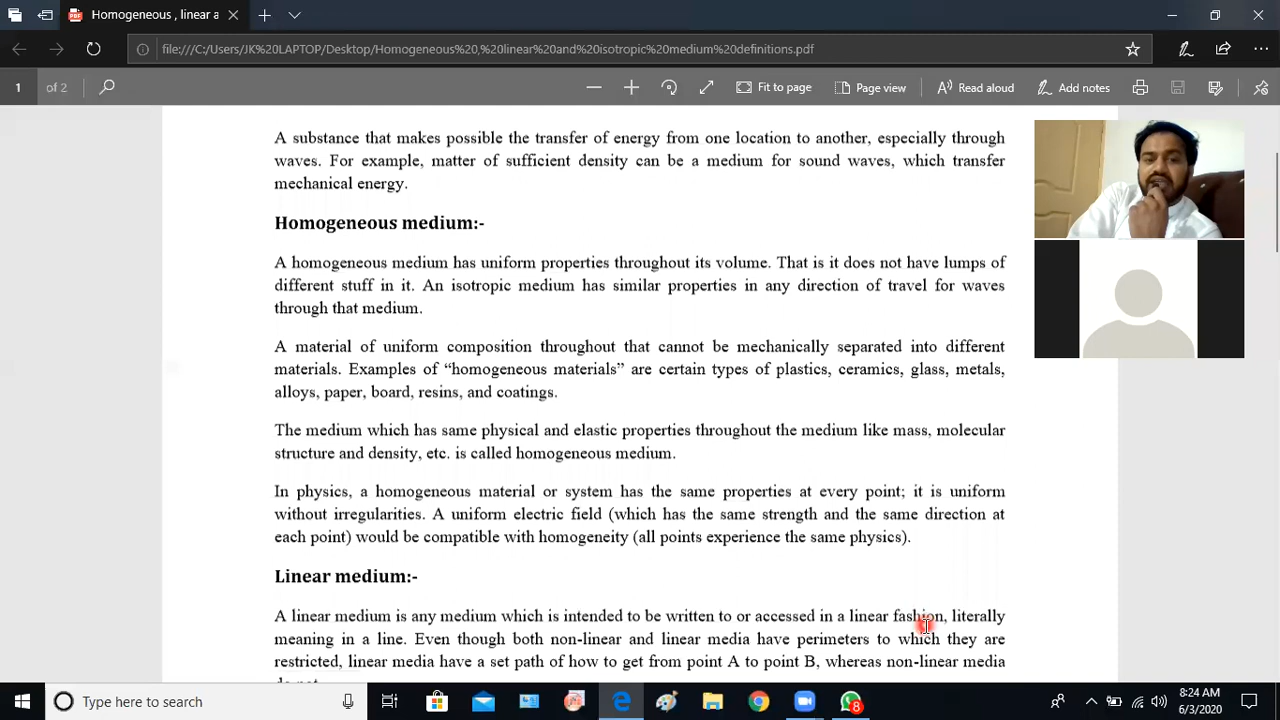 Homogeneous , linear a
file:///C:/Users/JK%20LAPTOP/Desktop/Homogeneous%20,%20linear%20and%20isotropic%20medium%20definitions.pdf
1 of 2
Fit to page
Page view
Read aloud
Add notes
A substance that makes possible the transfer of energy from one location to another, especially through
waves. For example, matter of sufficient density can be a medium for sound waves, which transfer
mechanical energy.
Homogeneous medium:-
A homogeneous medium has uniform properties throughout its volume. That is it does not have lumps of
different stuff in it. An isotropic medium has similar properties in any direction of travel for waves
through that medium.
A material of uniform composition throughout that cannot be mechanically separated into different
materials. Examples of “homogeneous materials” are certain types of plastics, ceramics, glass, metals,
alloys, paper, board, resins, and coatings.
The medium which has same physical and elastic properties throughout the medium like mass, molecular
structure and density, etc. is called homogeneous medium.
In physics, a homogeneous material or system has the same properties at every point; it is uniform
without irregularities. A uniform electric field (which has the same strength and the same direction at
each point) would be compatible with homogeneity (all points experience the same physics).
Linear medium:-
A linear medium is any medium which is intended to be written to or accessed in a linear fashion, literally
meaning in a line. Even though both non-linear and linear media have perimeters to which they are
restricted, linear media have a set path of how to get from point A to point B, whereas non-linear media
Type here to search
8
8:24 AM
6/3/2020